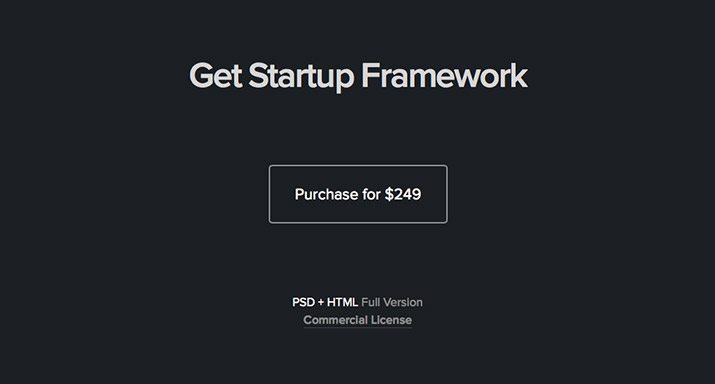 Get Startup Framework
Purchase for $249
PSD + HTML Full Version
Commercial License